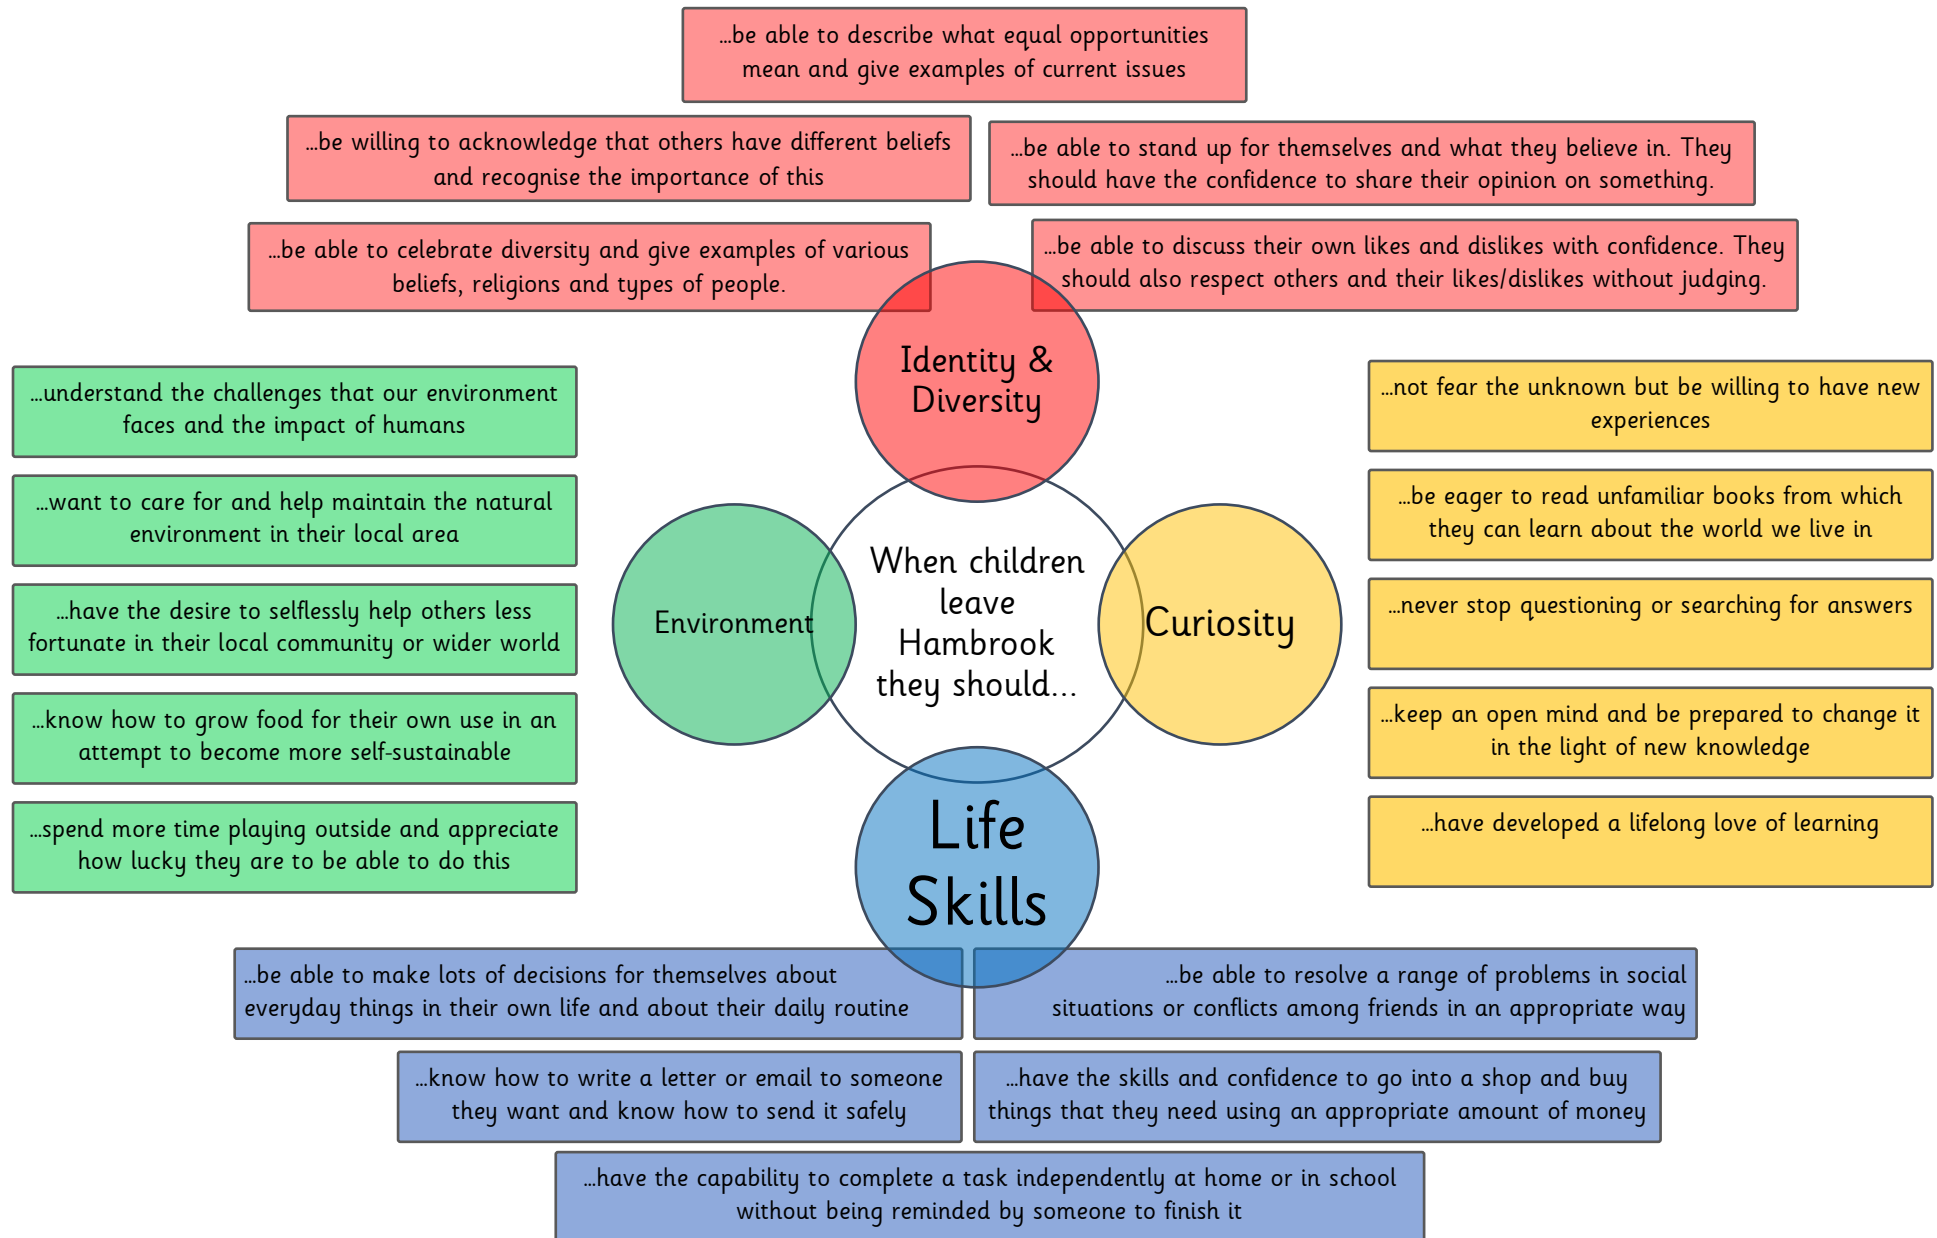 ...be able to describe what equal opportunities
mean and give examples of current issues
...be willing to acknowledge that others have different beliefs
and recognise the importance of this
...be able to stand up for themselves and what they believe in. They
should have the confidence to share their opinion on something.
...be able to celebrate diversity and give examples of various
beliefs, religions and types of people.
...be able to discuss their own likes and dislikes with confidence. They
should also respect others and their likes/dislikes without judging.
Identity &
Diversity
...understand the challenges that our environment
faces and the impact of humans
...want to care for and help maintain the natural
environment in their local area
...have the desire to selflessly help others less
fortunate in their local community or wider world
...know how to grow food for their own use in an
attempt to become more self-sustainable
...spend more time playing outside and appreciate
how lucky they are to be able to do this
Environment
When children
leave
Hambrook
they should...
Curiosity
...not fear the unknown but be willing to have new
experiences
...be eager to read unfamiliar books from which
they can learn about the world we live in
...never stop questioning or searching for answers
...keep an open mind and be prepared to change it
in the light of new knowledge
...have developed a lifelong love of learning
Life
Skills
...be able to make lots of decisions for themselves about
everyday things in their own life and about their daily routine
...be able to resolve a range of problems in social
situations or conflicts among friends in an appropriate way
...know how to write a letter or email to someone
they want and know how to send it safely
...have the skills and confidence to go into a shop and buy
things that they need using an appropriate amount of money
...have the capability to complete a task independently at home or in school
without being reminded by someone to finish it